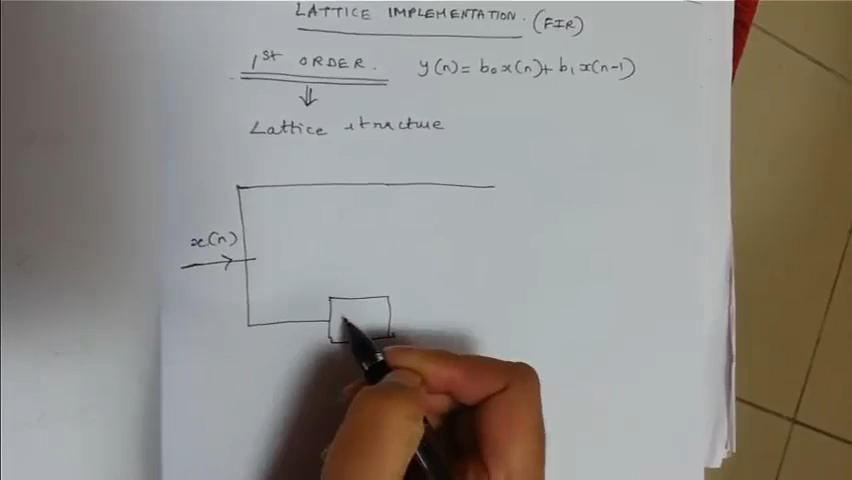 LATTICE IMPLEMENTATION. (FIR)
1ST ORDER. y(n)= b₀x(n)+ b₁x(n-1)
Lattice structure
x(n)